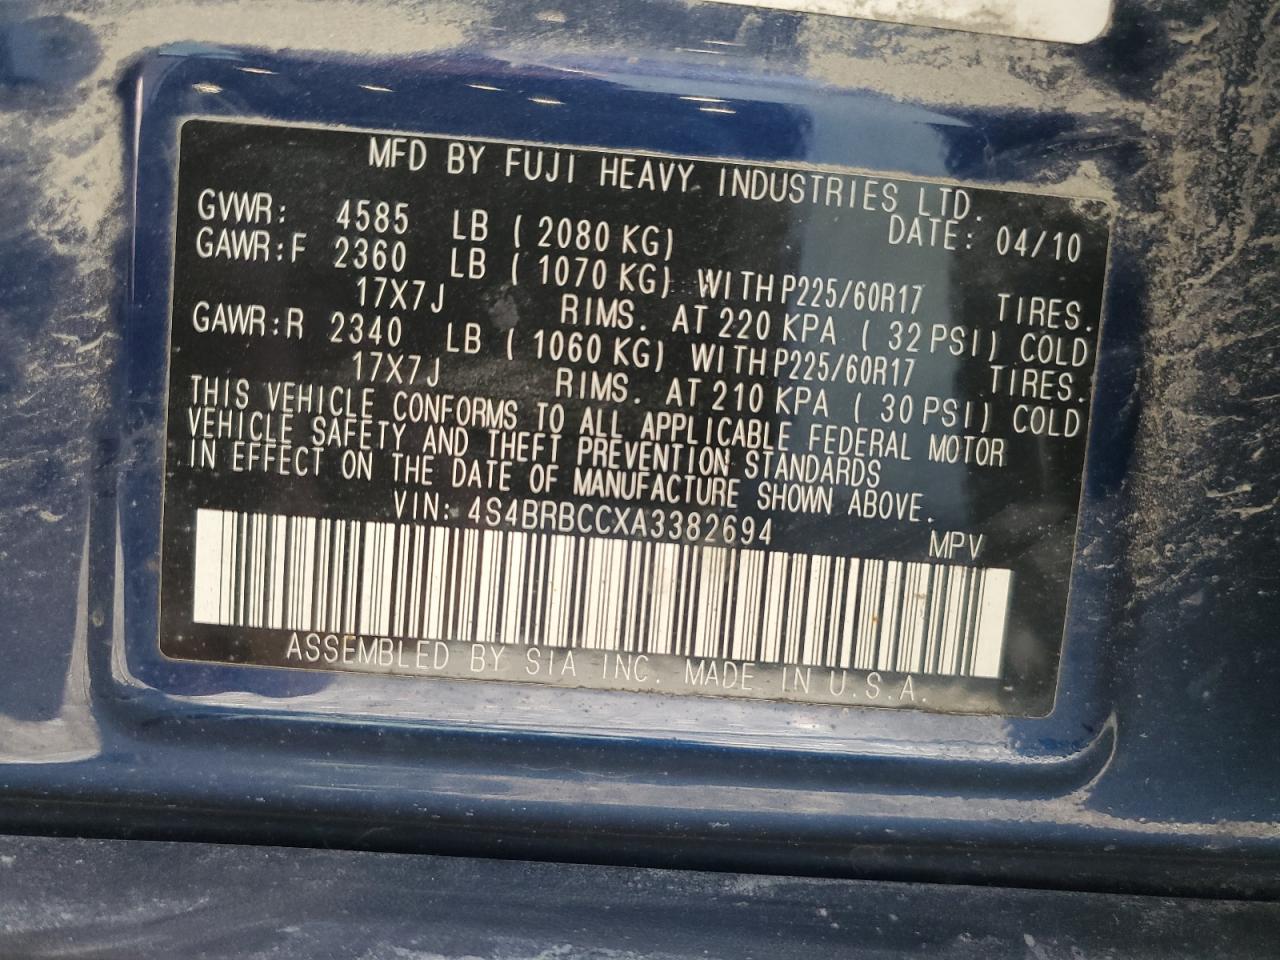 MFD BY FUJI HEAVY INDUSTRIES LTD.
GVWR: 4585 LB ( 2080 KG) DATE: 04/10
GAWR:F 2360 LB ( 1070 KG) WITH P225/60R17 TIRES.
17X7J RIMS. AT 220 KPA ( 32 PSI) COLD
GAWR:R 2340 LB ( 1060 KG) WITH P225/60R17 TIRES.
17X7J RIMS. AT 210 KPA ( 30 PSI) COLD
THIS VEHICLE CONFORMS TO ALL APPLICABLE FEDERAL MOTOR
VEHICLE SAFETY AND THEFT PREVENTION STANDARDS
IN EFFECT ON THE DATE OF MANUFACTURE SHOWN ABOVE.
VIN: 4S4BRBCCXA3382694 MPV
ASSEMBLED BY SIA INC. MADE IN U.S.A.